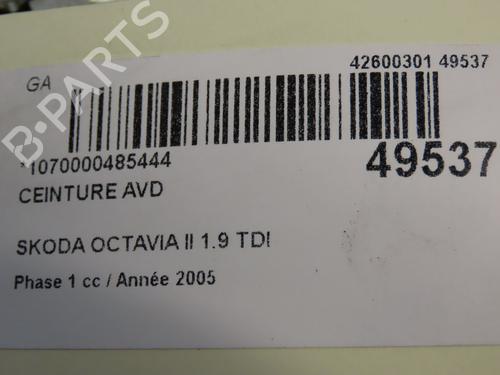 GA
42600301 49537
*1070000485444
49537
CEINTURE AVD
SKODA OCTAVIA II 1.9 TDI
Phase 1 cc / Année 2005
B-PARTS